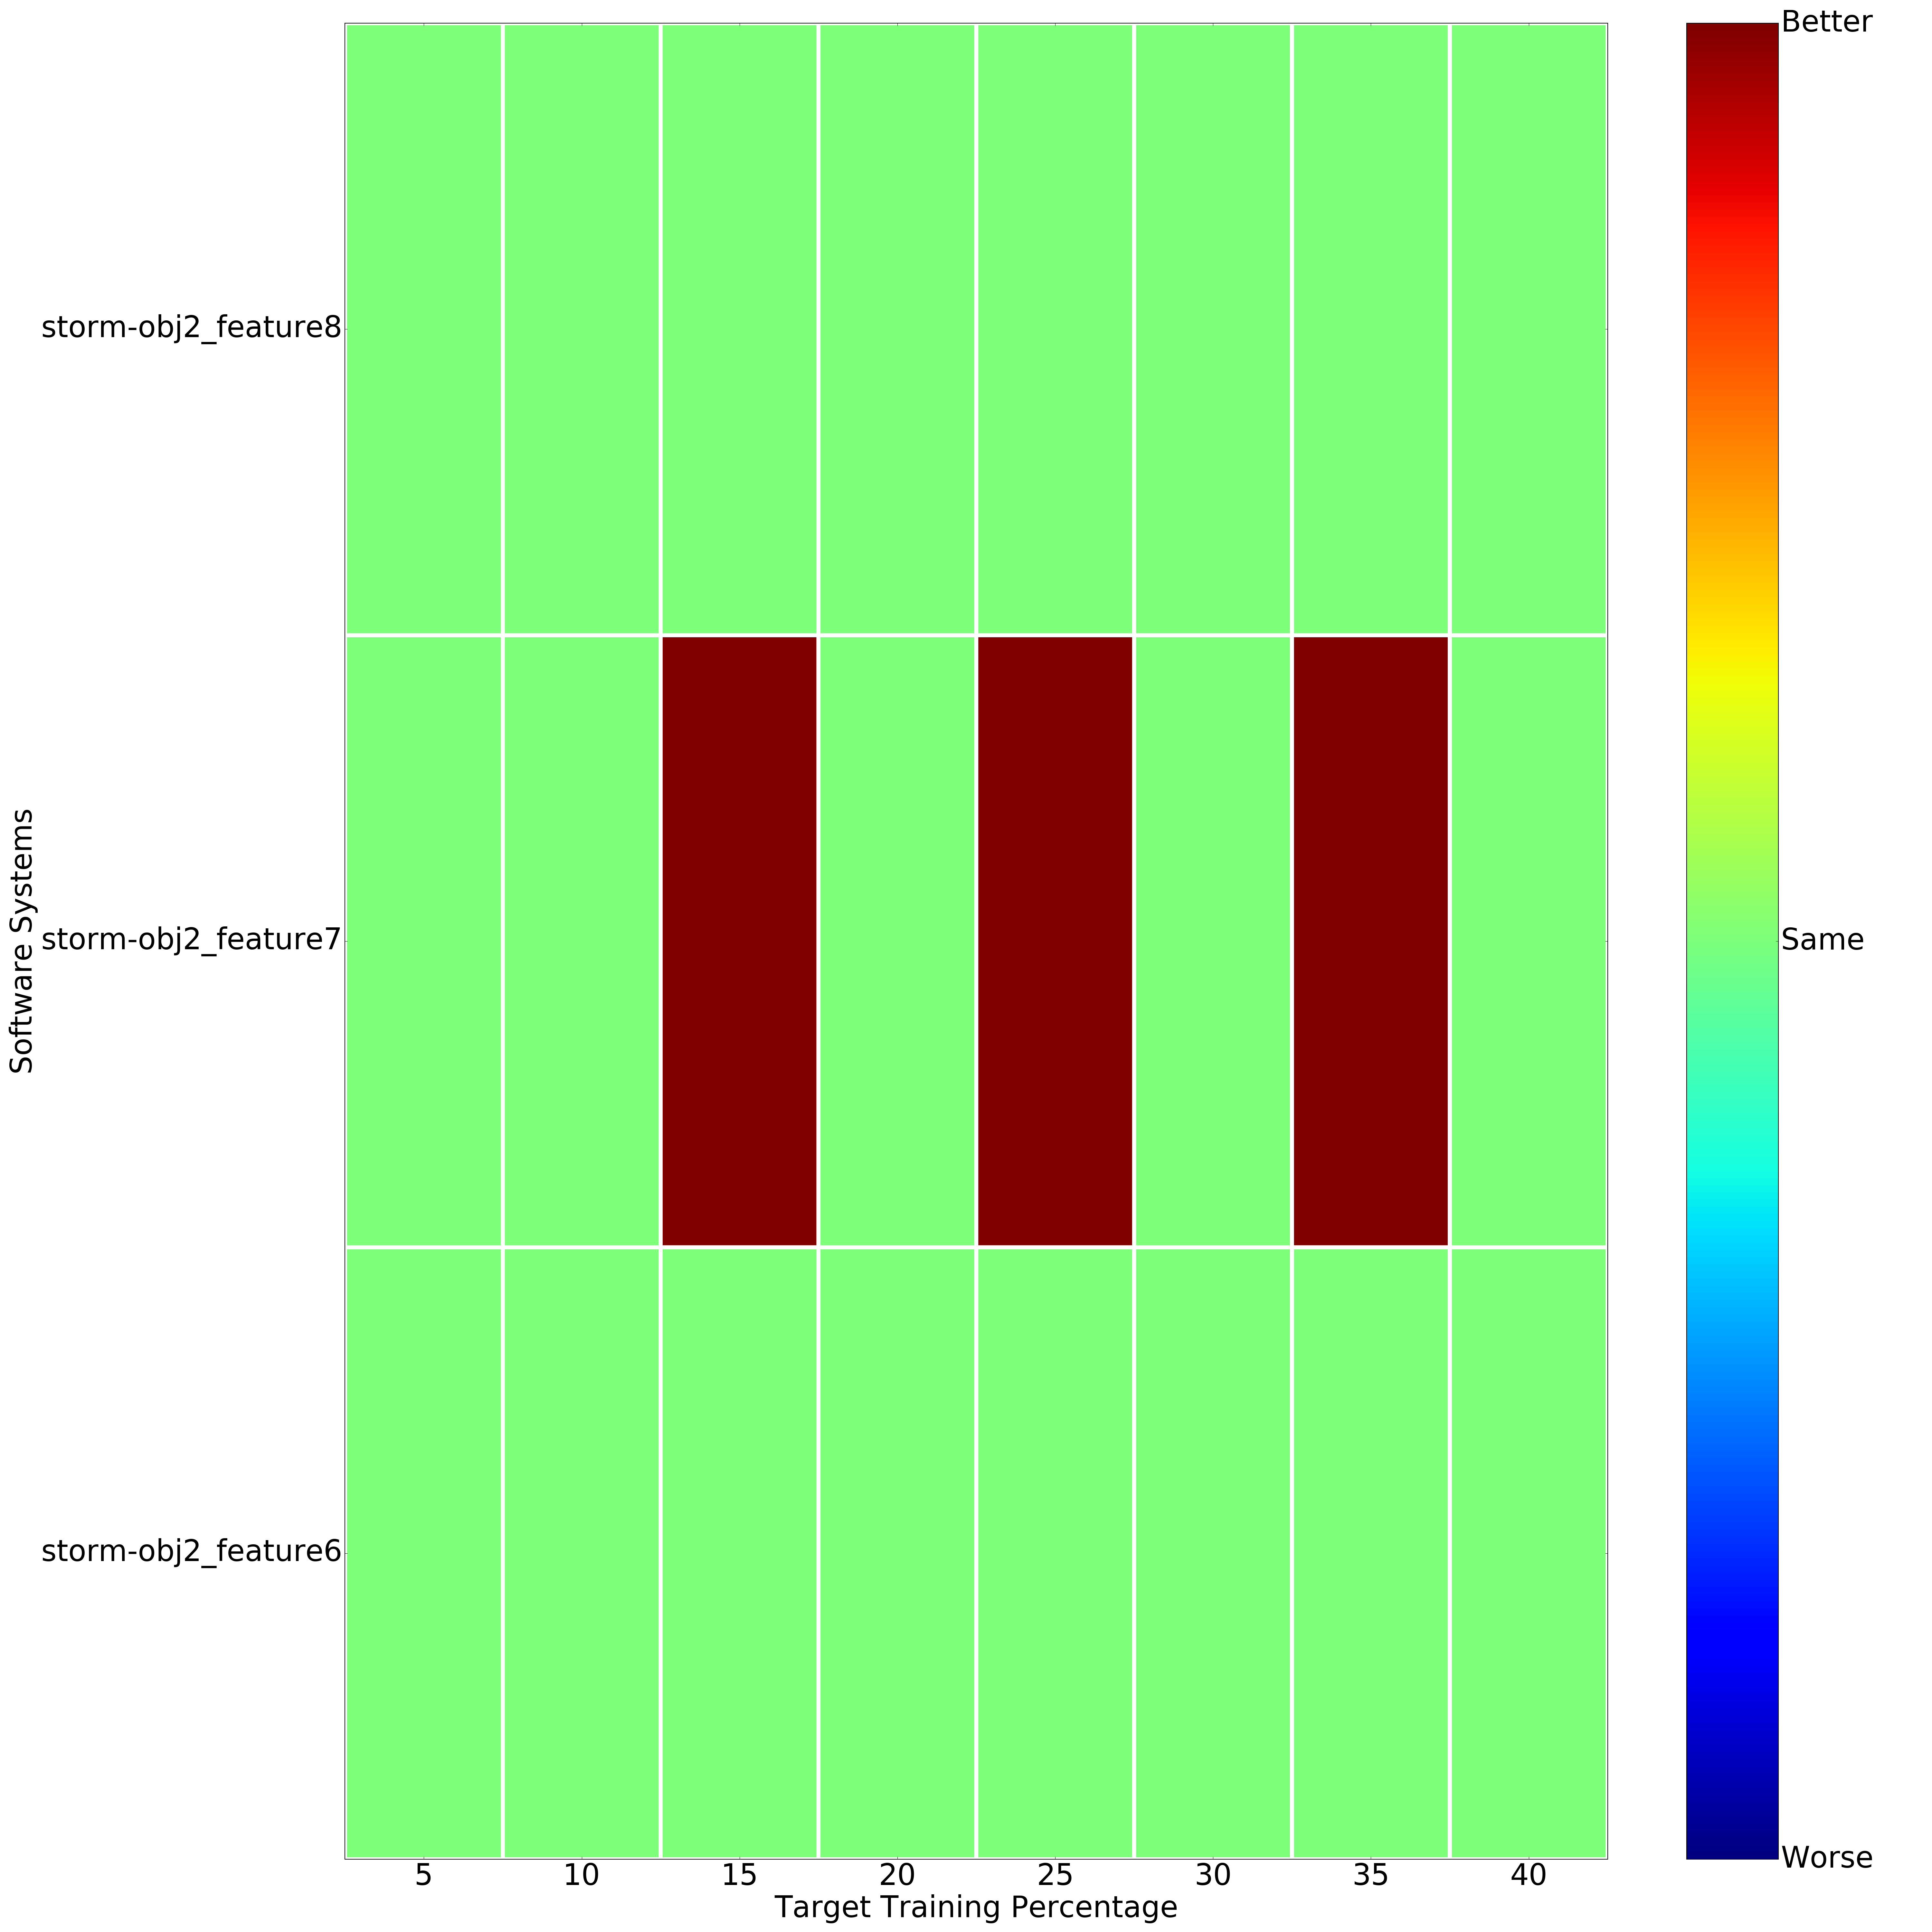 Better
storm-obj2_feature8
Software Systems
storm-obj2_feature7
Same
storm-obj2_feature6
Worse
5 10 15 20 25 30 35 40
Target Training Percentage